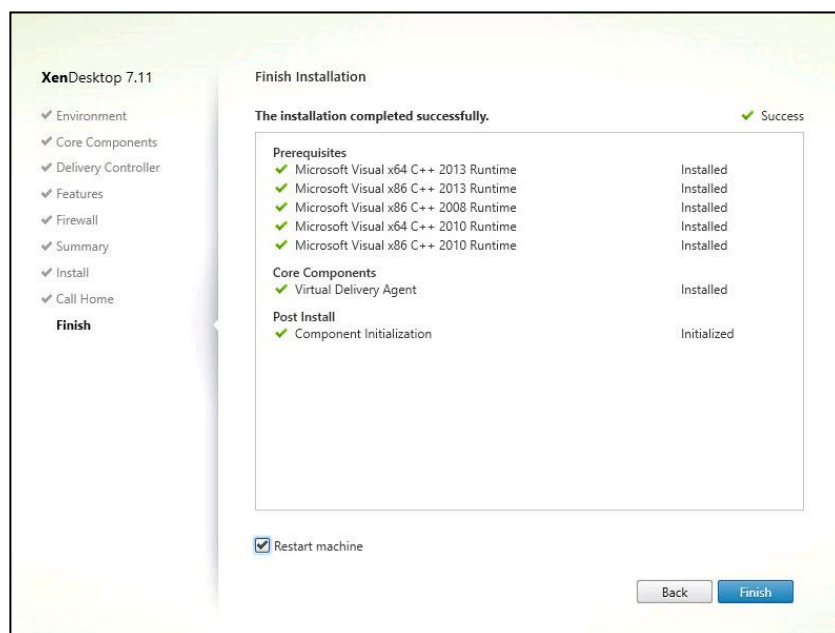 XenDesktop 7.11
Environment
Core Components
Delivery Controller
Features
Firewall
Summary
Install
Call Home
Finish
Finish Installation
The installation completed successfully. Success
Prerequisites
Microsoft Visual x64 C++ 2013 Runtime Installed
Microsoft Visual x86 C++ 2013 Runtime Installed
Microsoft Visual x86 C++ 2008 Runtime Installed
Microsoft Visual x64 C++ 2010 Runtime Installed
Microsoft Visual x86 C++ 2010 Runtime Installed
Core Components
Virtual Delivery Agent Installed
Post Install
Component Initialization Initialized
Restart machine
Back Finish